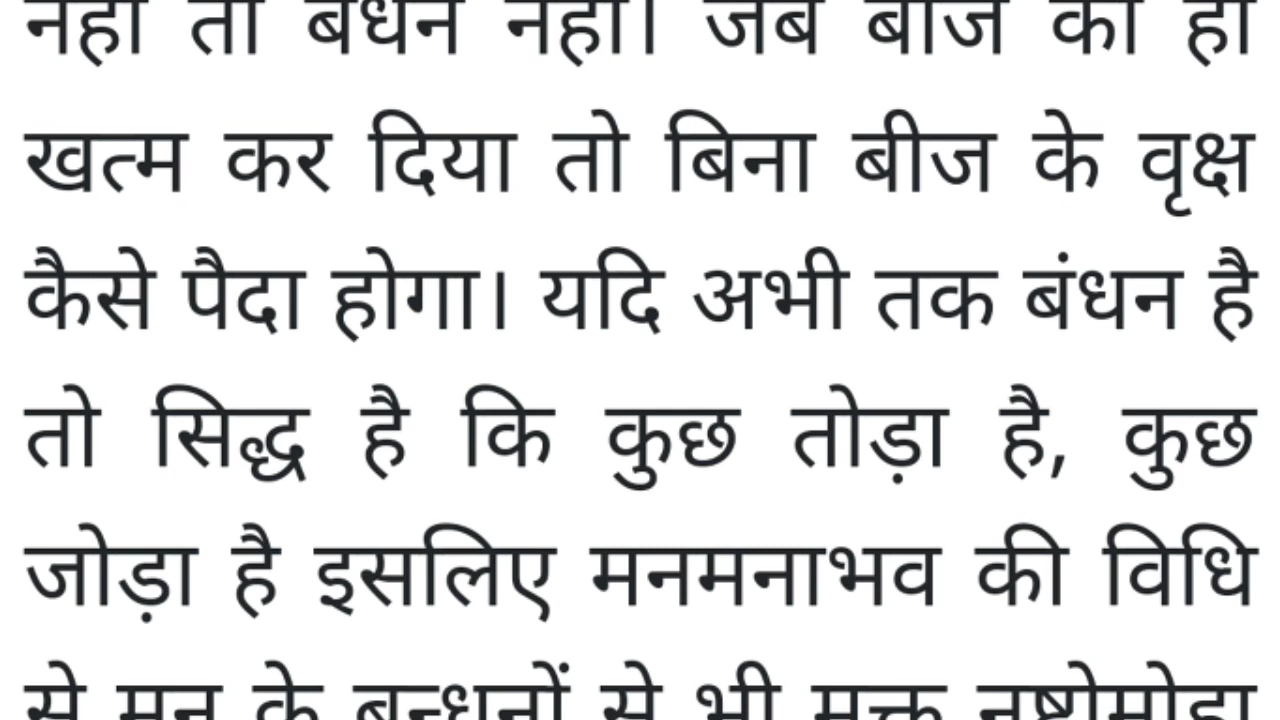 नहीं तो बंधन नहीं। जब बीज को ही
खत्म कर दिया तो बिना बीज के वृक्ष
कैसे पैदा होगा। यदि अभी तक बंधन है
तो सिद्ध है कि कुछ तोड़ा है, कुछ
जोड़ा है इसलिए मनमनाभव की विधि
से मन के बन्धनों से भी मुक्त नष्टोमोहा